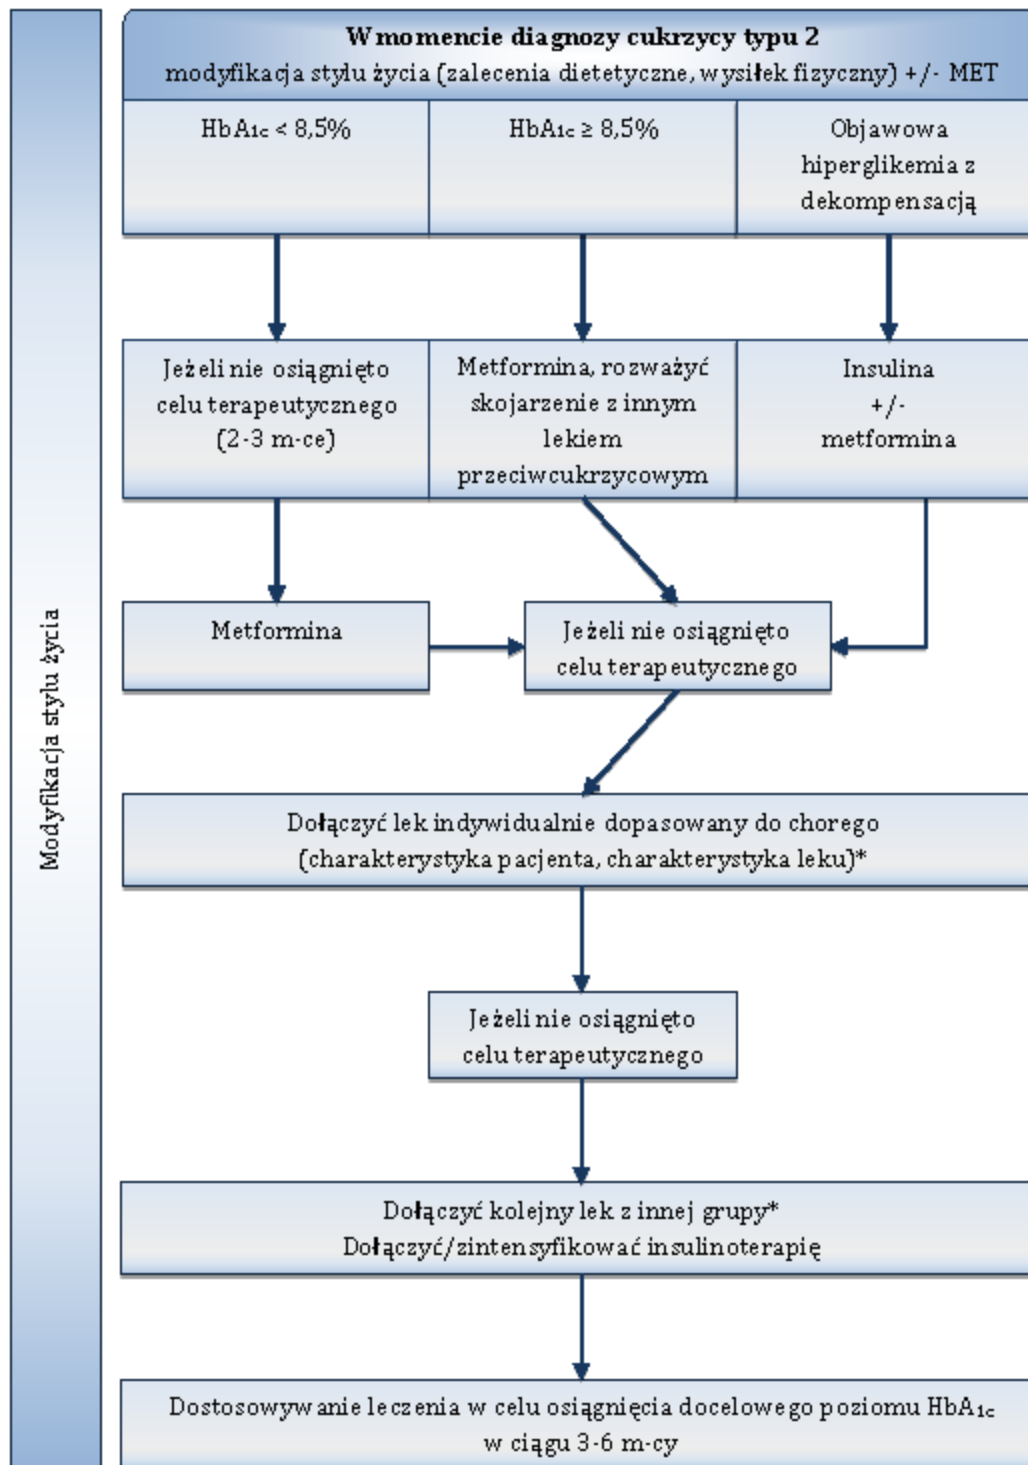 W momencie diagnozy cukrzycy typu 2
modyfikacja stylu życia (zalecenia dietetyczne, wysiłek fizyczny) +/- MET
HbA1c < 8,5%
HbA1c ≥ 8,5%
Objawowa
hiperglikemia z
dekompensacją
Jeżeli nie osiągnięto
celu terapeutycznego
(2-3 m-ce)
Metformina, rozważyć
skojarzenie z innym
lekiem
przeciwcukrzycowym
Insulina
+/-
metformina
Metformina
Jeżeli nie osiągnięto
celu terapeutycznego
Dołączyć lek indywidualnie dopasowany do chorego
(charakterystyka pacjenta, charakterystyka leku)*
Jeżeli nie osiągnięto
celu terapeutycznego
Dołączyć kolejny lek z innej grupy*
Dołączyć/zintensyfikować insulinoterapię
Dostosowywanie leczenia w celu osiągnięcia docelowego poziomu HbA1c
w ciągu 3-6 m-cy
Modyfikacja stylu życia